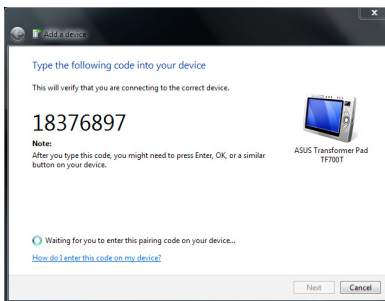 Add a device
Type the following code into your device
This will verify that you are connecting to the correct device.
18376897
Note:
After you type this code, you might need to press Enter, OK, or a similar
button on your device.
ASUS Transformer Pad
TF700T
Waiting for you to enter this pairing code on your device...
How do I enter this code on my device?
Next Cancel